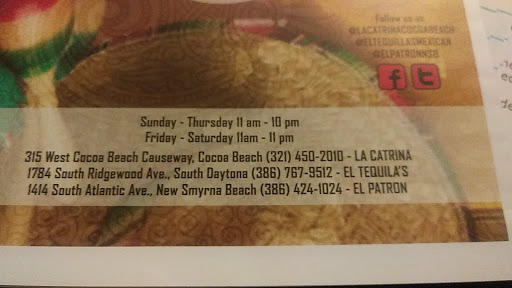 Follow us at:
@LACATRINACOCOABEACH
@ELTEQUILLASMEXICAN
@ELPATRONNSB
Sunday - Thursday 11 am - 10 pm
Friday - Saturday 11am - 11 pm
315 West Cocoa Beach Causeway, Cocoa Beach (321) 450-2010 - LA CATRINA
1784 South Ridgewood Ave., South Daytona (386) 767-9512 - EL TEQUILA'S
1414 South Atlantic Ave., New Smyrna Beach (386) 424-1024 - EL PATRON